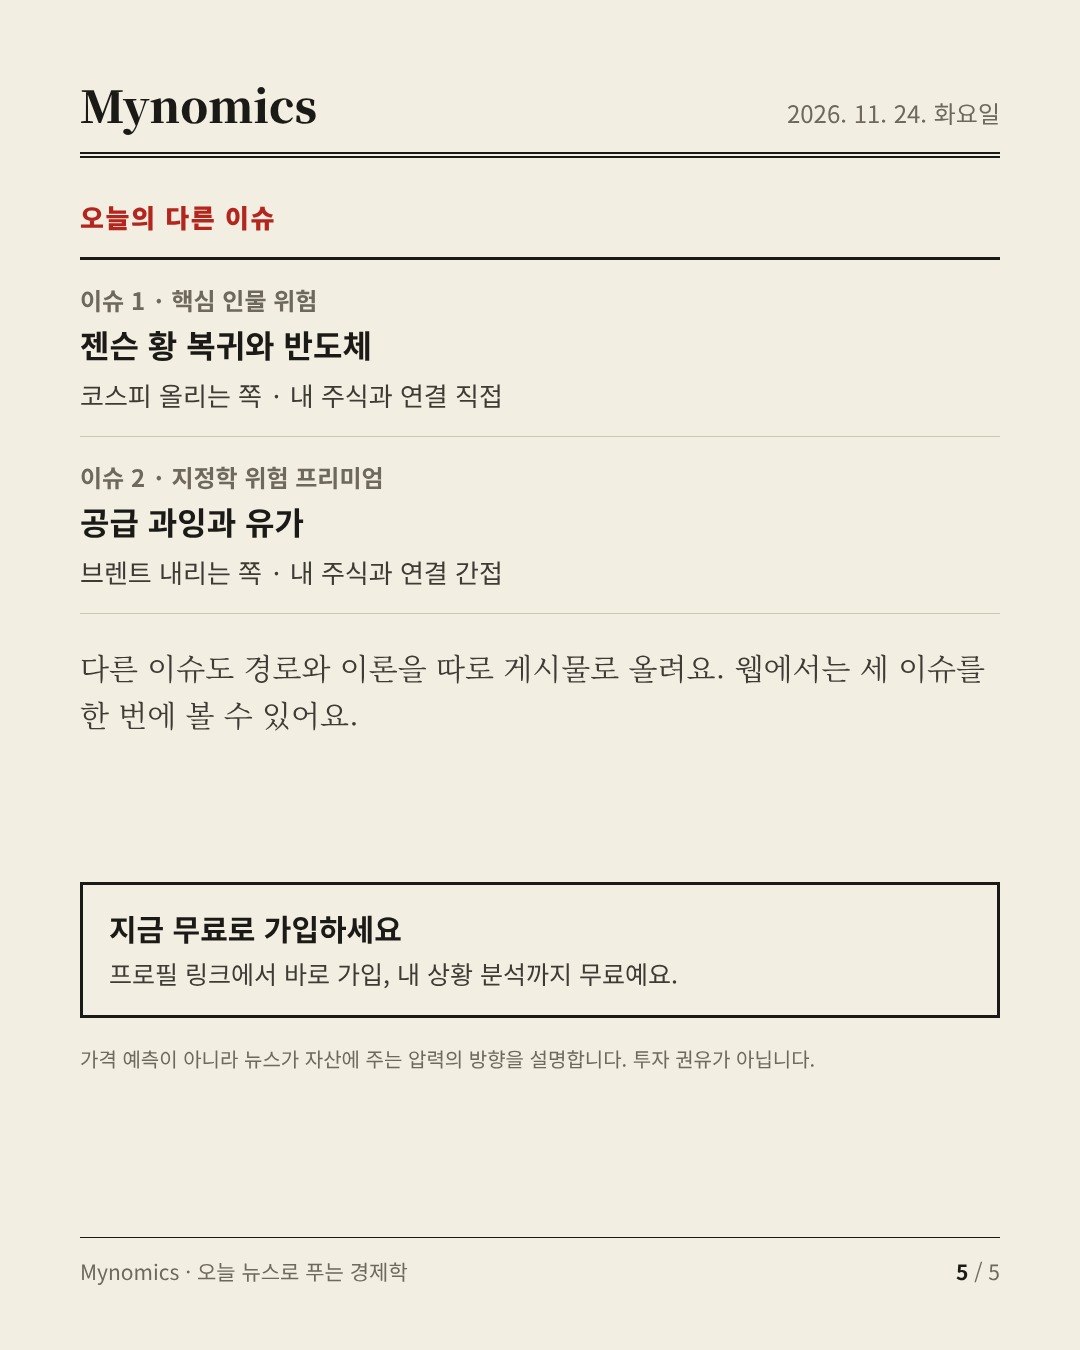 Mynomics
2026. 11. 24. 화요일
오늘의 다른 이슈
이슈 1 · 핵심 인물 위험
젠슨 황 복귀와 반도체
코스피 올리는 쪽 · 내 주식과 연결 직접
이슈 2 · 지정학 위험 프리미엄
공급 과잉과 유가
브렌트 내리는 쪽 · 내 주식과 연결 간접
다른 이슈도 경로와 이론을 따로 게시물로 올려요. 웹에서는 세 이슈를
한 번에 볼 수 있어요.
지금 무료로 가입하세요
프로필 링크에서 바로 가입, 내 상황 분석까지 무료예요.
가격 예측이 아니라 뉴스가 자산에 주는 압력의 방향을 설명합니다. 투자 권유가 아닙니다.
Mynomics · 오늘 뉴스로 푸는 경제학
5 / 5